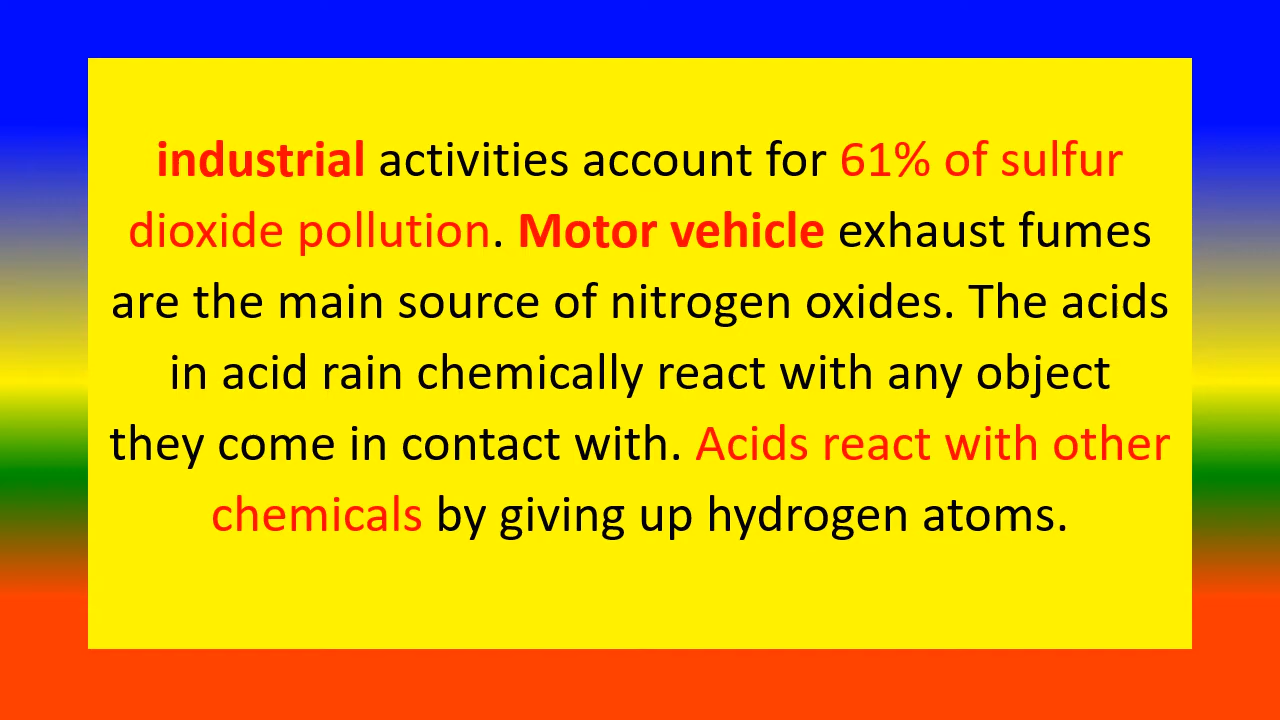 industrial activities account for 61% of sulfur
dioxide pollution. Motor vehicle exhaust fumes
are the main source of nitrogen oxides. The acids
in acid rain chemically react with any object
they come in contact with. Acids react with other
chemicals by giving up hydrogen atoms.